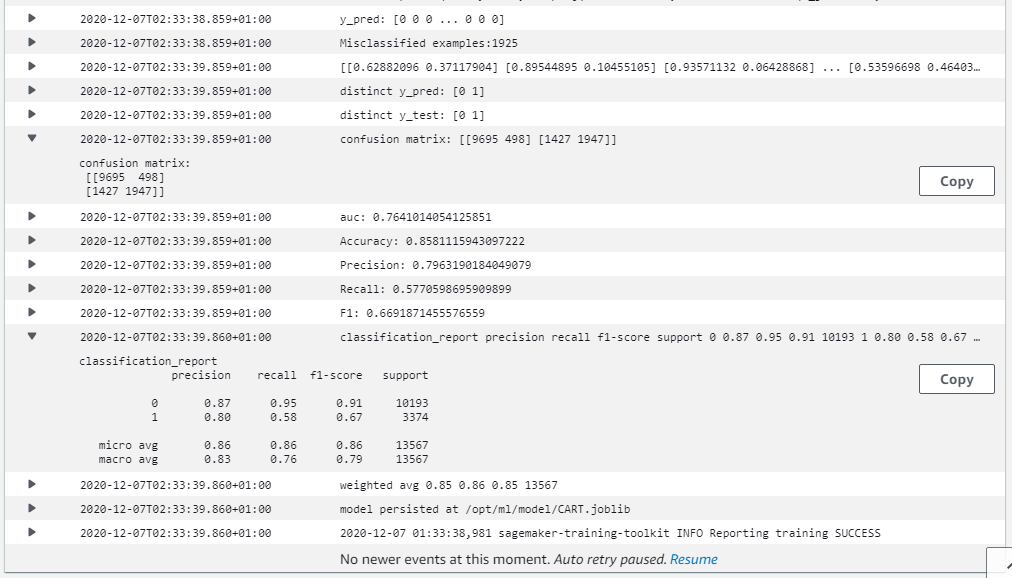 2020-12-07T02:33:38.859+01:00 y_pred: [0 0 0 ... 0 0 0]
2020-12-07T02:33:39.859+01:00 Misclassified examples:1925
2020-12-07T02:33:39.859+01:00 [[0.62882096 0.37117904] [0.89544895 0.10455105] [0.93571132 0.06428868] ... [0.53596698 0.46403…
2020-12-07T02:33:39.859+01:00 distinct y_pred: [0 1]
2020-12-07T02:33:39.859+01:00 distinct y_test: [0 1]
2020-12-07T02:33:39.859+01:00 confusion matrix: [[9695 498] [1427 1947]]
confusion matrix:
[[9695 498]
[1427 1947]]
Copy
2020-12-07T02:33:39.859+01:00 auc: 0.7641014054125851
2020-12-07T02:33:39.859+01:00 Accuracy: 0.8581115943097222
2020-12-07T02:33:39.859+01:00 Precision: 0.7963190184049079
2020-12-07T02:33:39.859+01:00 Recall: 0.5770598695909899
2020-12-07T02:33:39.859+01:00 F1: 0.6691871455576559
2020-12-07T02:33:39.860+01:00 classification_report precision recall f1-score support 0 0.87 0.95 0.91 10193 1 0.80 0.58 0.67 …
classification_report
precision recall f1-score support
Copy
0 0.87 0.95 0.91 10193
1 0.80 0.58 0.67 3374
micro avg 0.86 0.86 0.86 13567
macro avg 0.83 0.76 0.79 13567
2020-12-07T02:33:39.860+01:00 weighted avg 0.85 0.86 0.85 13567
2020-12-07T02:33:39.860+01:00 model persisted at /opt/ml/model/CART.joblib
2020-12-07T02:33:39.860+01:00 2020-12-07 01:33:38,981 sagemaker-training-toolkit INFO Reporting training SUCCESS
No newer events at this moment. Auto retry paused. Resume